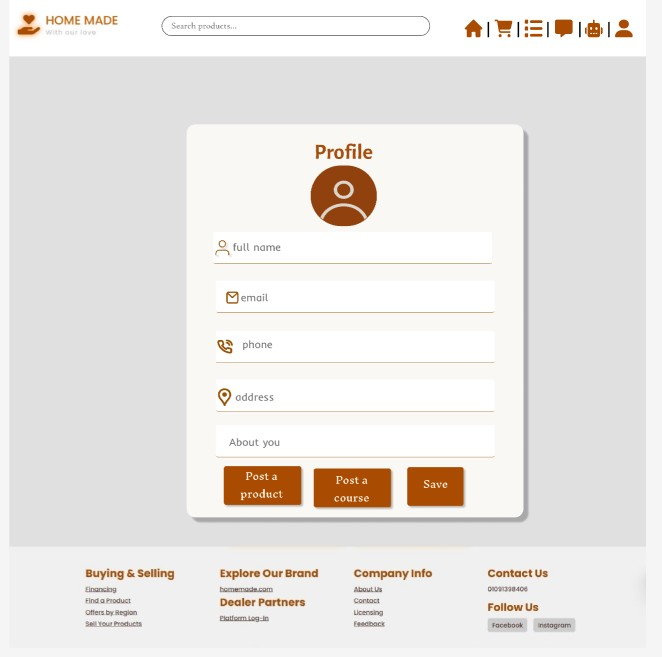 HOME MADE
With our love
Search products...
Profile
full name
email
phone
address
About you
Post a
product
Post a
course
Save
Buying & Selling
Financing
Find a Product
Offers by Region
Sell Your Products
Explore Our Brand
homemade.com
Dealer Partners
Platform Log-in
Company Info
About Us
Contact
Licensing
Feedback
Contact Us
01091398406
Follow Us
Facebook
Instagram